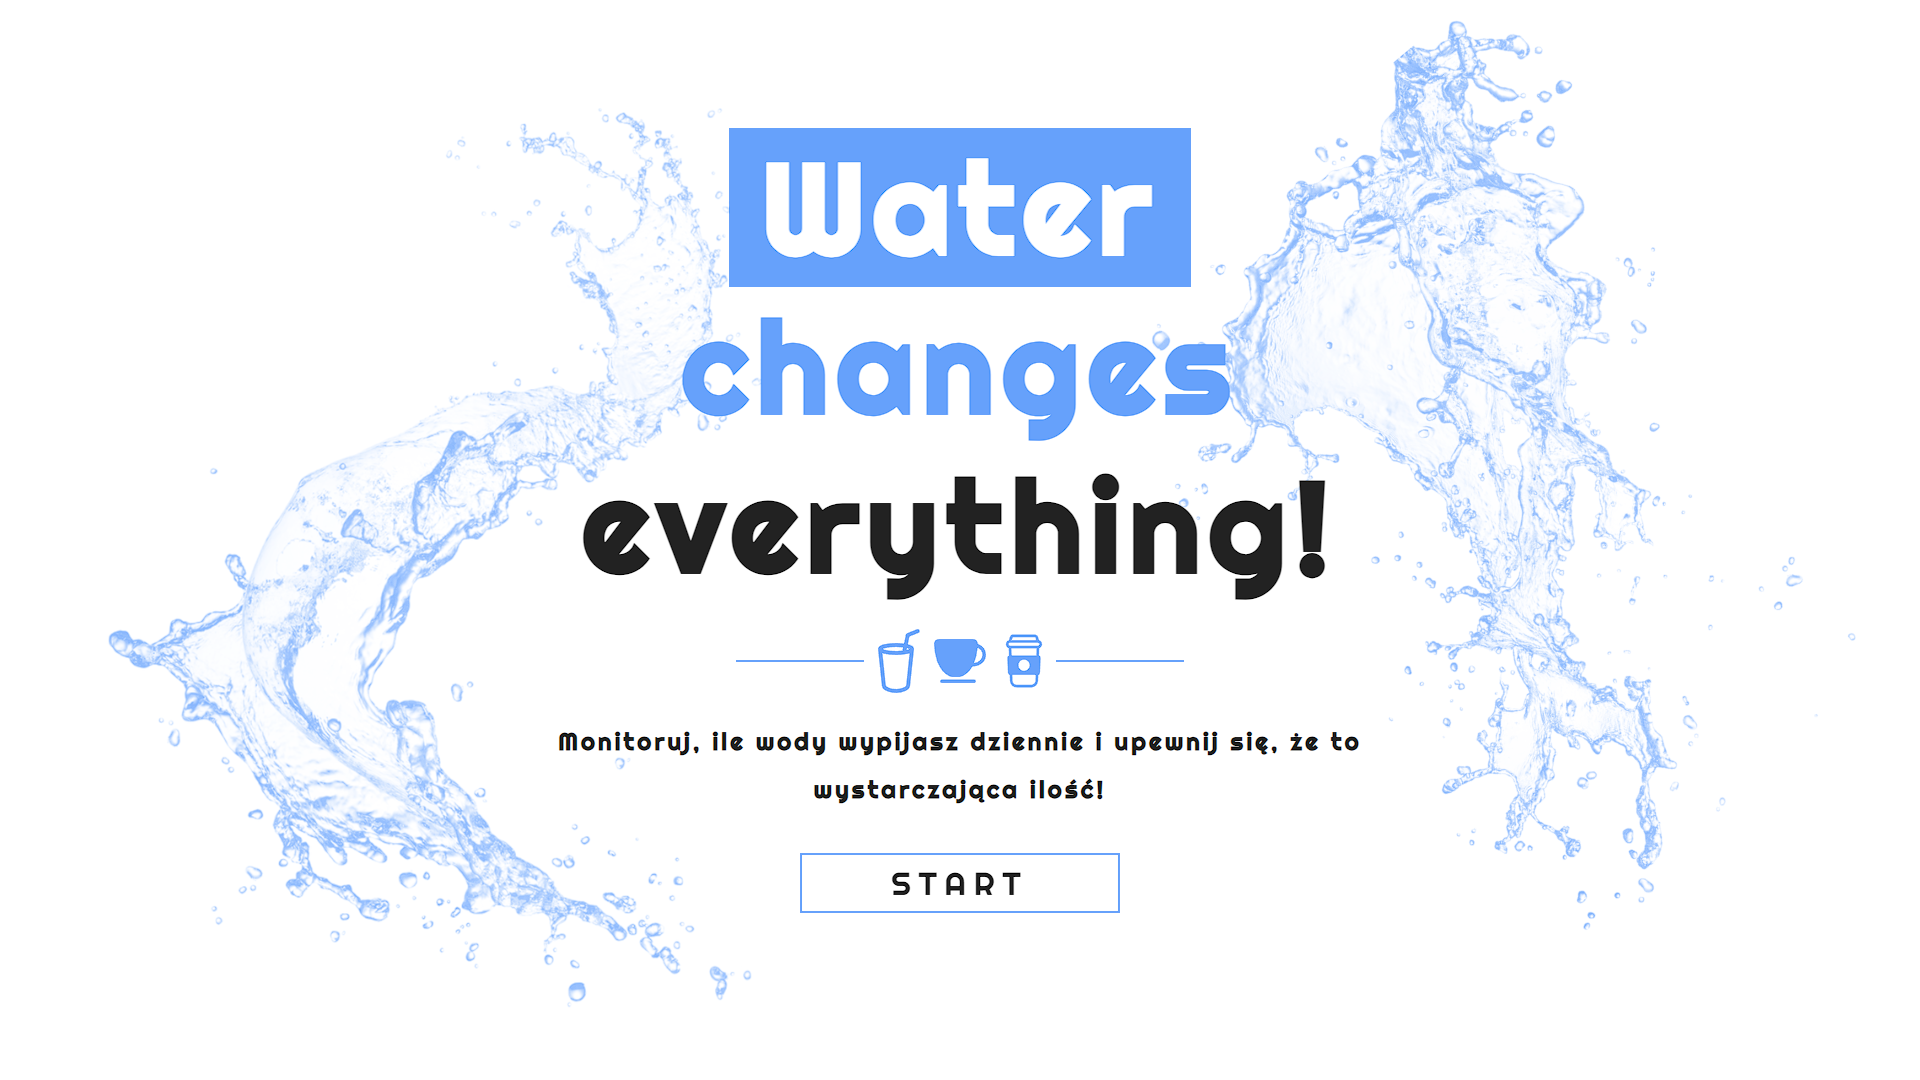 Water
changes
everything!
Monitoruj, ile wody wypijasz dziennie i upewnij się, że to
wystarczająca ilość!
START